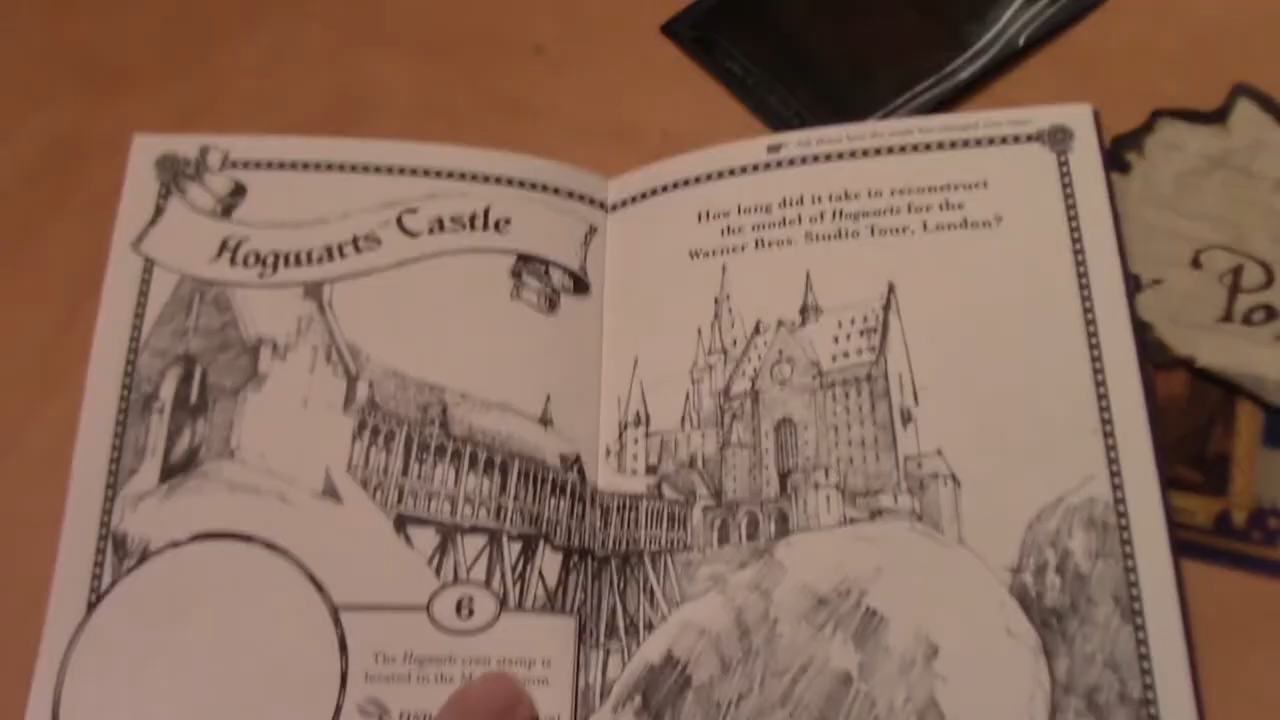 Hogwarts Castle
How long did it take to reconstruct
the model of Hogwarts for the
Warner Bros. Studio Tour, London?
6
The Hogwarts crest stamp is
located in the
Po